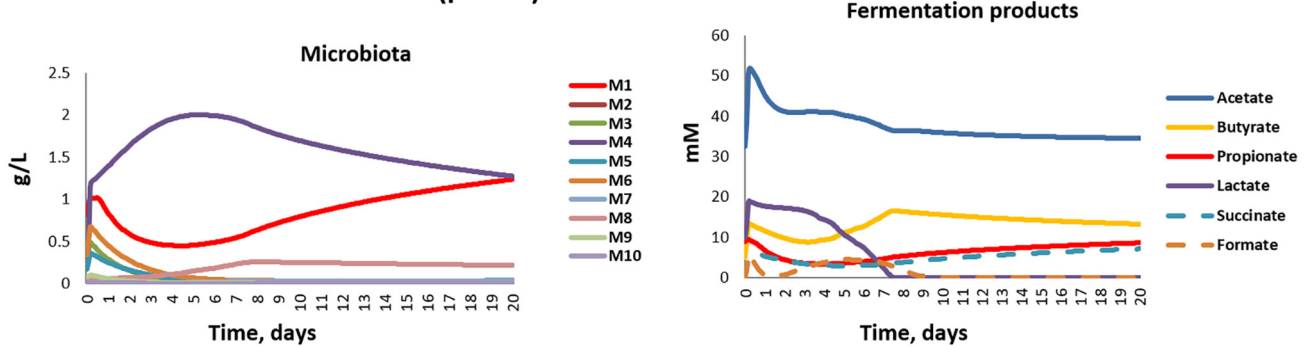 Fermentation products
Microbiota
2.5
2
1.5
1
0.5
0
g/L
0 1 2 3 4 5 6 7 8 9 10 11 12 13 14 15 16 17 18 19 20
Time, days
M1
M2
M3
M4
M5
M6
M7
M8
M9
M10
60
50
40
30
20
10
0
mM
0 1 2 3 4 5 6 7 8 9 10 11 12 13 14 15 16 17 18 19 20
Time, days
Acetate
Butyrate
Propionate
Lactate
Succinate
Formate